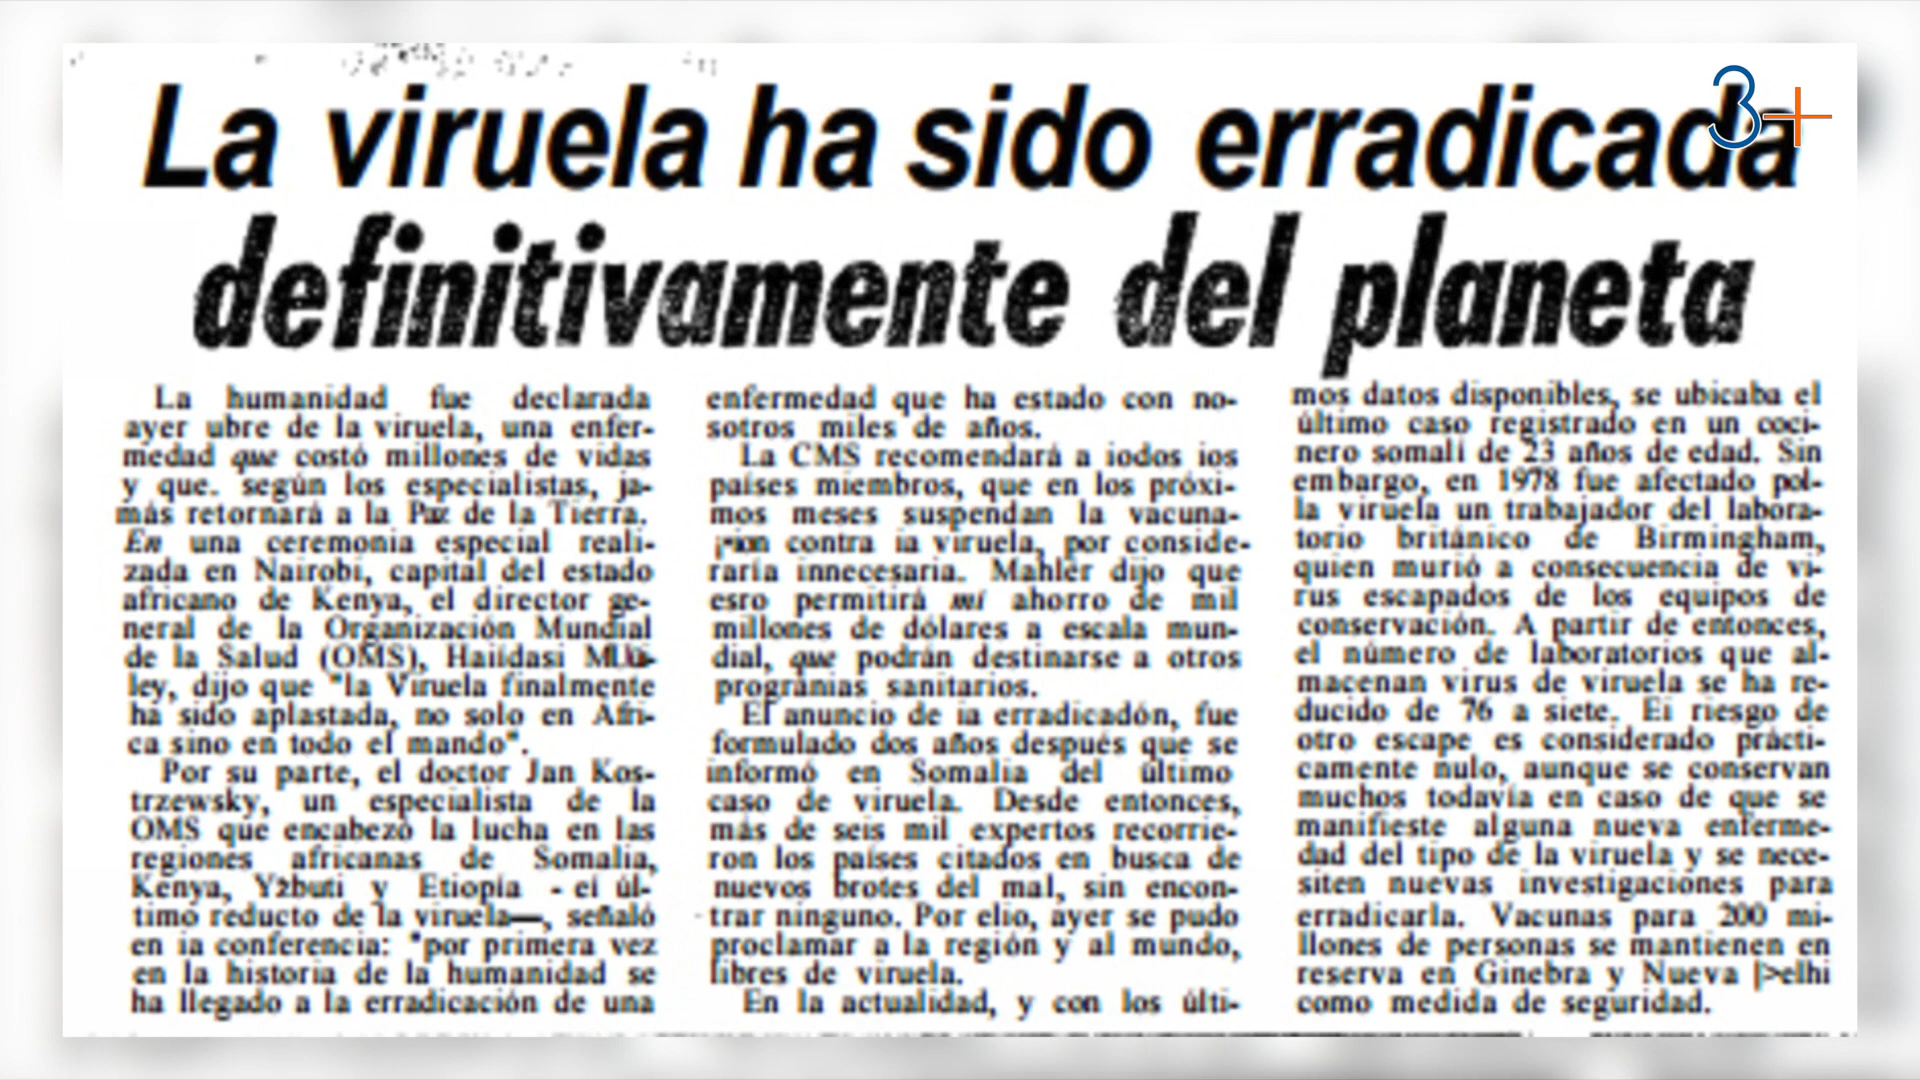 La viruela ha sido erradicada
definitivamente del planeta
3+
La humanidad fue declarada
ayer ubre de la viruela, una enfer-
medad que costó millones de vidas
y que. según los especialistas, ja-
más retornará a la Paz de la Tierra.
En una ceremonia especial reali-
zada en Nairobi, capital del estado
africano de Kenya, el director ge-
neral de la Organización Mundial
de la Salud (OMS), Haiidasi
ley, dijo que "la Viruela finalmente
ha sido aplastada, no solo en Afri-
ca sino en todo el mando".
Por su parte, el doctor Jan Kos-
trzewsky, un especialista de la
OMS que encabezó la lucha en las
regiones africanas de Somalia,
Kenya, Yzbuti y Etiopía - ei úl-
timo reducto de la viruela—, señaló
en ia conferencia: "por primera vez
en la historia de la humanidad se
ha llegado a la erradicación de una
enfermedad que ha estado con no-
sotros miles de años.
La CMS recomendará a iodos ios
países miembros, que en los próxi-
mos meses suspendan la vacuna-
contra ia viruela, por conside-
raría innecesaria. Mahler dijo que
esro permitirá mí ahorro de mil
millones de dólares a escala mun-
dial, que podrán destinarse a otros
progranias sanitarios.
El anuncio de ia erradicadón, fue
formulado dos años después que se
informó en Somalia del último
caso de viruela. Desde entonces,
más de seis mil expertos recorrie-
ron los países citados en busca de
nuevos brotes del mal, sin encon-
trar ninguno. Por elio, ayer se pudo
proclamar a la región y al mundo,
libres de viruela.
En la actualidad, y con los últi-
mos datos disponibles, se ubicaba el
último caso registrado en un coci-
nero somalí de 23 años de edad. Sin
embargo, en 1978 fue afectado pol-
la viruela un trabajador del labora-
torio británico de Birmingham,
quien murió a consecuencia de vi-
rus escapados de los equipos de
conservación. A partir de entonces,
el número de laboratorios que al-
macenan virus de viruela se ha re-
ducido de 76 a siete. Ei riesgo de
otro escape es considerado prácti-
camente nulo, aunque se conservan
muchos todavía en caso de que se
manifieste alguna nueva enferme-
dad del tipo de la viruela y se nece-
siten nuevas investigaciones para
erradicarla. Vacunas para 200 mi-
llones de personas se mantienen en
reserva en Ginebra y Nueva |>elhi
como medida de seguridad.